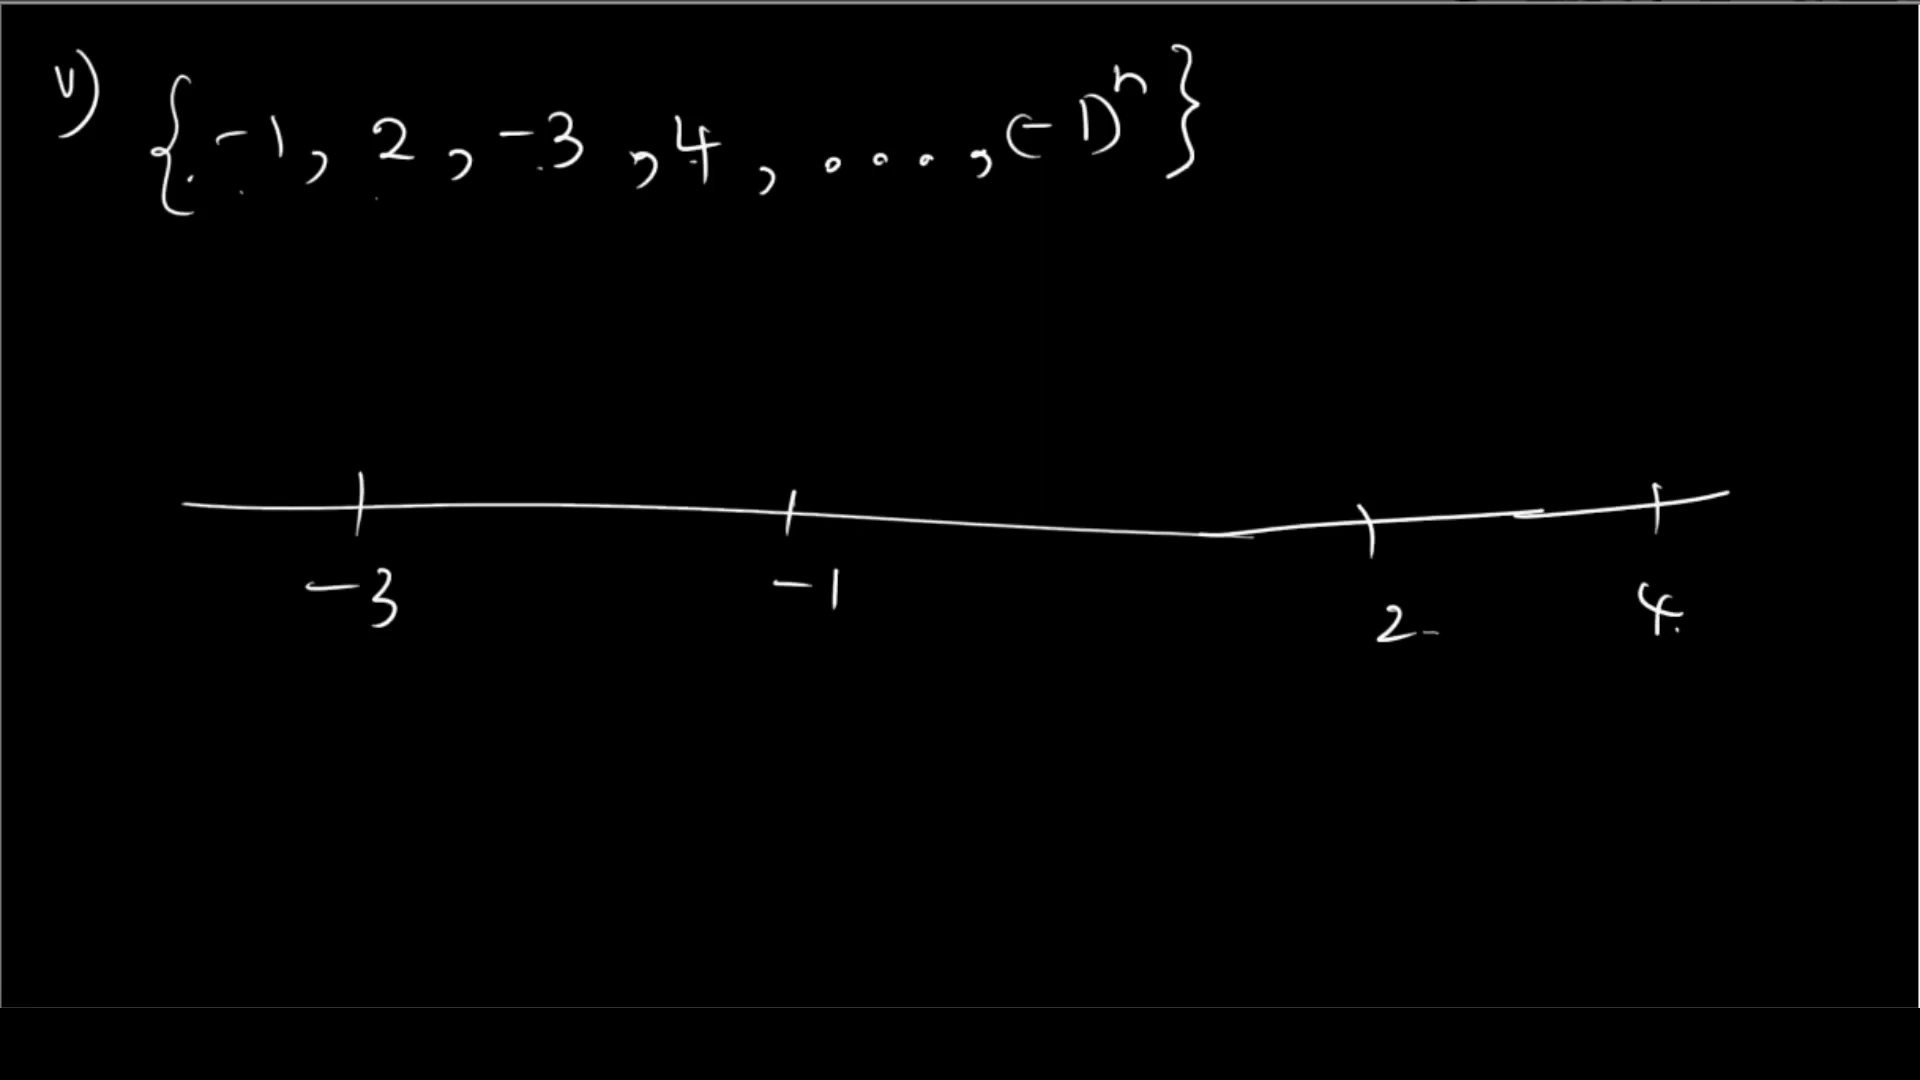 v) {-1, 2, -3, 4, ...., (-1)ⁿ}
-3 -1 2 4